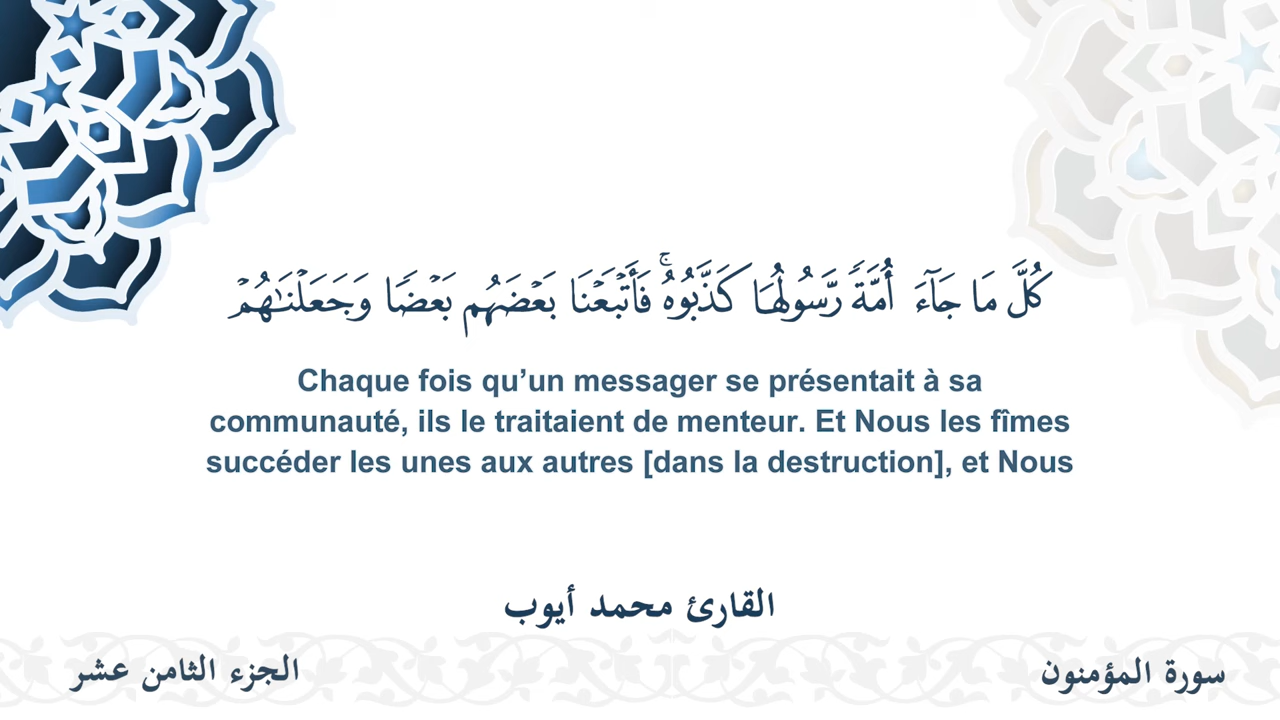 كُلَّ مَا جَآءَ أُمَّةً رَّسُولُهَا كَذَّبُوهُ ۚ فَأَتْبَعْنَا بَعْضَهُم بَعْضًا وَجَعَلْنَـٰهُمْ
Chaque fois qu’un messager se présentait à sa
communauté, ils le traitaient de menteur. Et Nous les fîmes
succéder les unes aux autres [dans la destruction], et Nous
القارئ محمد أيوب
سورة المؤمنون
الجزء الثامن عشر